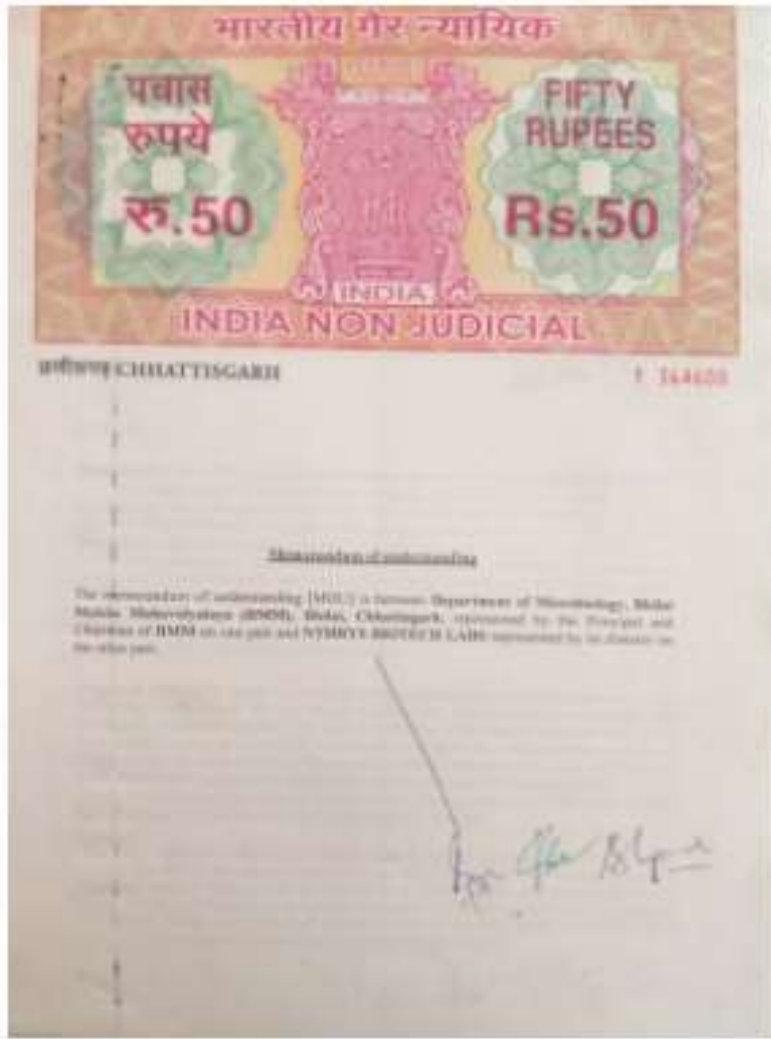 भारतीय गैर न्यायिक
पचास
रुपये
रु.50
FIFTY
RUPEES
Rs.50
INDIA
INDIA NON JUDICIAL
छत्तीसगढ़ CHHATTISGARH
Memorandum of understanding
The memorandum of understanding [MOU] is between Department of Microbiology, Bhilai
Mahila Mahavidyalaya (BMM), Bhilai, Chhattisgarh, represented by the Principal and
Chairman of BMM on one part and BIOTECH LABS represented by its director on
the other part.